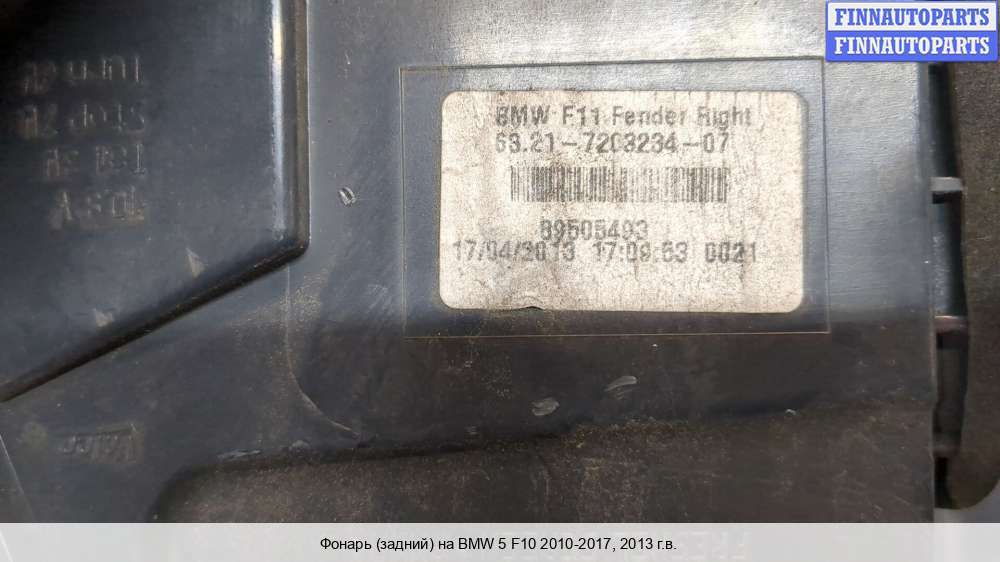 FINNAUTOPARTS
FINNAUTOPARTS
BMW F11 Fender Right
63.21-7203234-07
89505493
17/04/2013 17:09:53 0021
Valeo
Фонарь (задний) на BMW 5 F10 2010-2017, 2013 г.в.